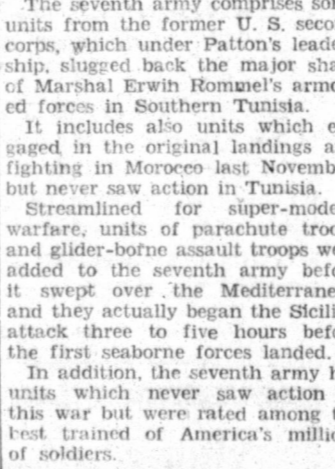 The seventh army comprises so
units from the former U. S. seco
corps, which under Patton's leade
ship, slugged back the major sha
of Marshal Erwin Rommel's armo
ed forces in Southern Tunisia.
It includes also units which e
gaged in the original landings a
fighting in Morocco last Novemb
but never saw action in Tunisia.
Streamlined for super-mode
warfare, units of parachute troo
and glider-borne assault troops we
added to the seventh army befo
it swept over the Mediterrane
and they actually began the Sicili
attack three to five hours befo
the first seaborne forces landed.
In addition, the seventh army h
units which never saw action
this war but were rated among t
best trained of America's millio
of soldiers.